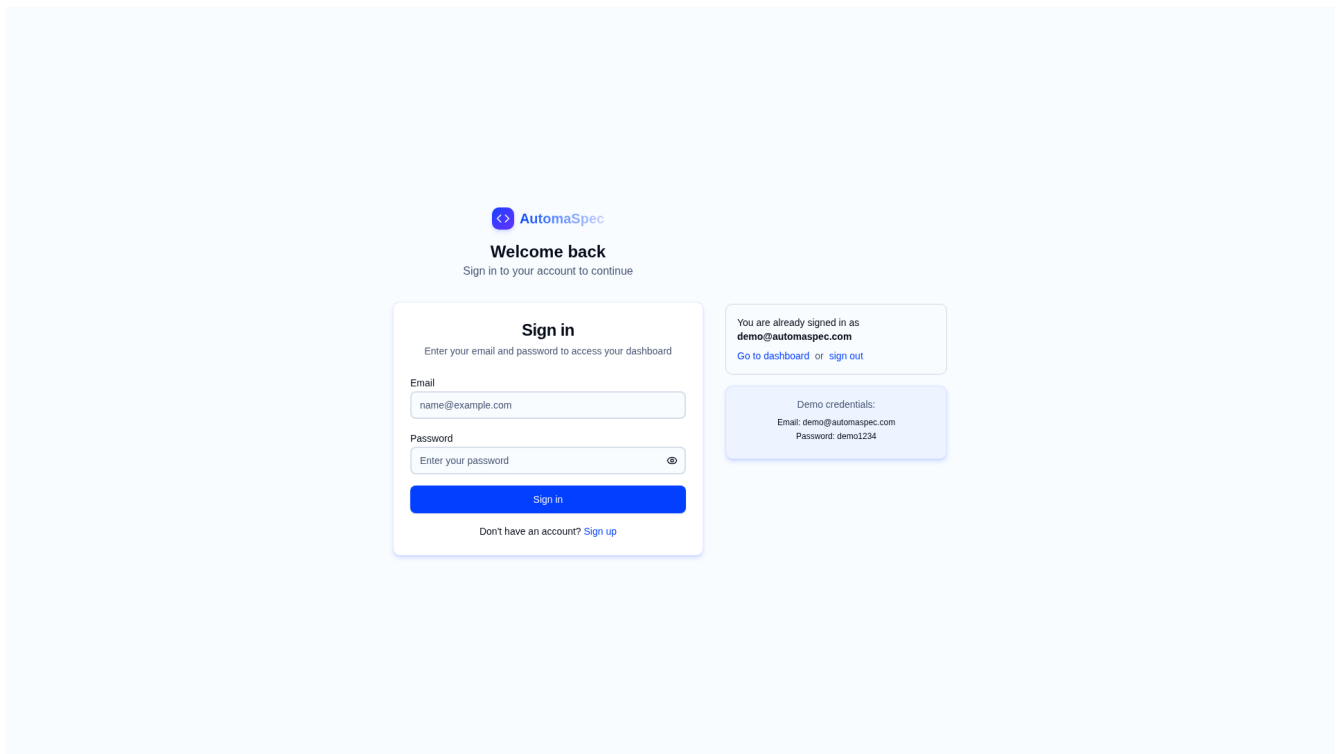 AutomaSpec
Welcome back
Sign in to your account to continue
Sign in
Enter your email and password to access your dashboard
Email
name@example.com
Password
Enter your password
Sign in
Don't have an account? Sign up
You are already signed in as
demo@automaspec.com
Go to dashboard or sign out
Demo credentials:
Email: demo@automaspec.com
Password: demo1234